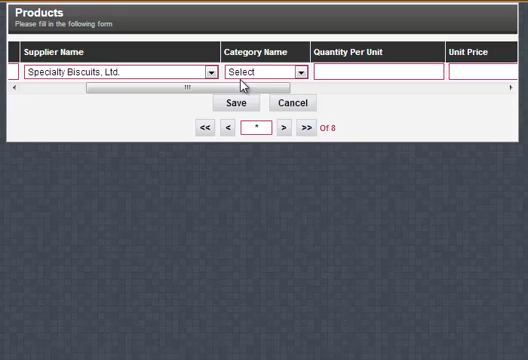 Products
Please fill in the following form
Supplier Name Category Name Quantity Per Unit Unit Price
Specialty Biscuits, Ltd. Select
Save Cancel
<< < * > >> Of 8